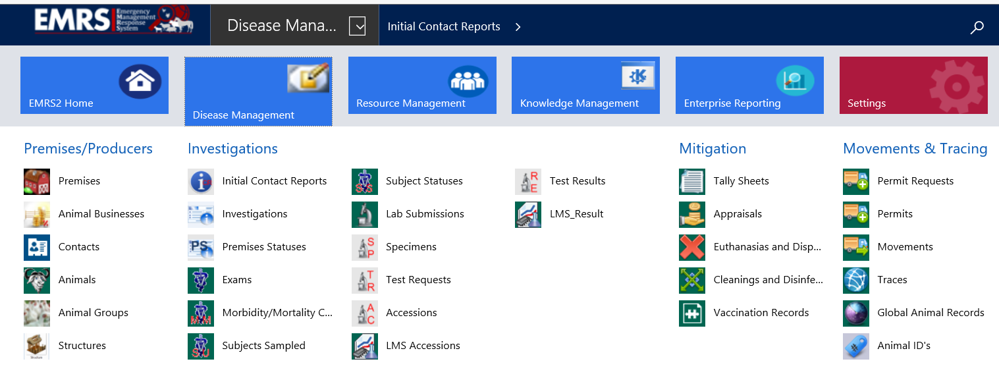 EMRS Emergency Management Response System
Disease Mana...
Initial Contact Reports
EMRS2 Home
Disease Management
Resource Management
Knowledge Management
Enterprise Reporting
Settings
Premises/Producers
Premises
Animal Businesses
Contacts
Animals
Animal Groups
Structures
Investigations
Initial Contact Reports
Investigations
Premises Statuses
Exams
Morbidity/Mortality C...
Subjects Sampled
Subject Statuses
Lab Submissions
Specimens
Test Requests
Accessions
LMS Accessions
Test Results
LMS_Result
Mitigation
Tally Sheets
Appraisals
Euthanasias and Disp...
Cleanings and Disinfe...
Vaccination Records
Movements & Tracing
Permit Requests
Permits
Movements
Traces
Global Animal Records
Animal ID's